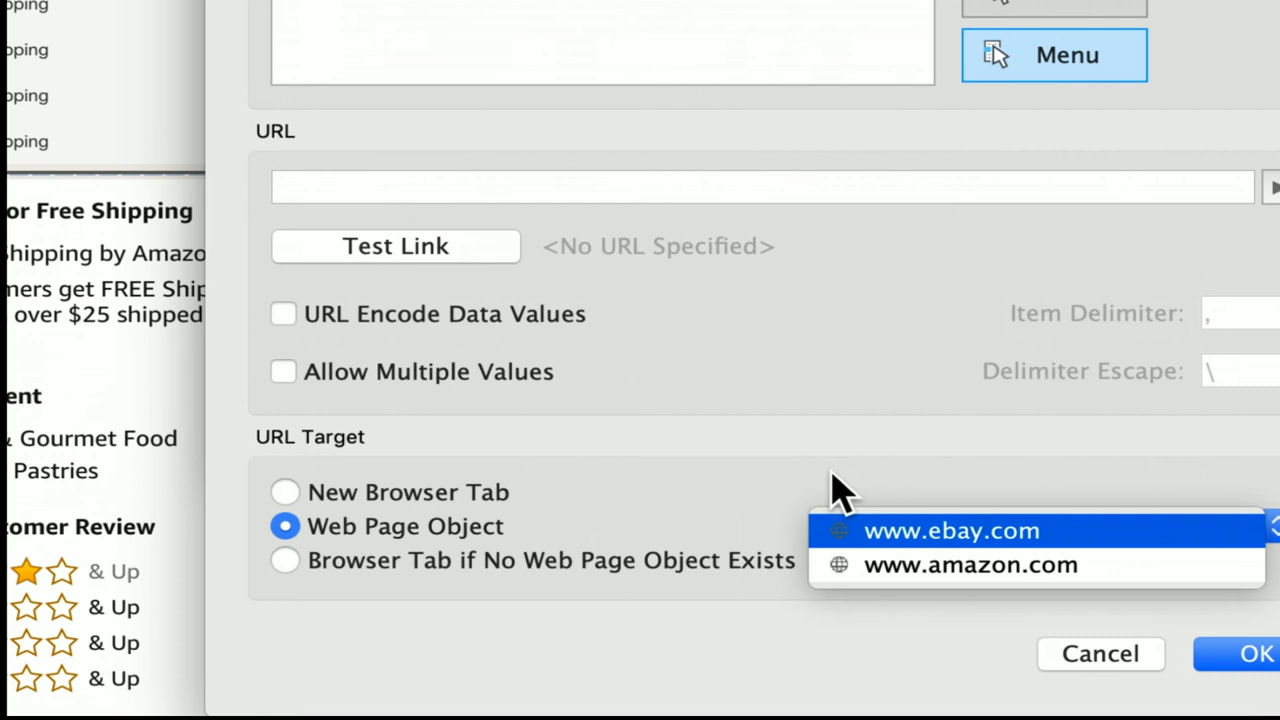 pping
pping
pping
pping
or Free Shipping
Shipping by Amazo
mers get FREE Ship
over $25 shipped
ent
& Gourmet Food
Pastries
tomer Review
& Up
& Up
& Up
& Up
Menu
URL
Test Link <No URL Specified>
URL Encode Data Values Item Delimiter: ,
Allow Multiple Values Delimiter Escape: \
URL Target
New Browser Tab
Web Page Object
Browser Tab if No Web Page Object Exists
www.ebay.com
www.amazon.com
Cancel OK